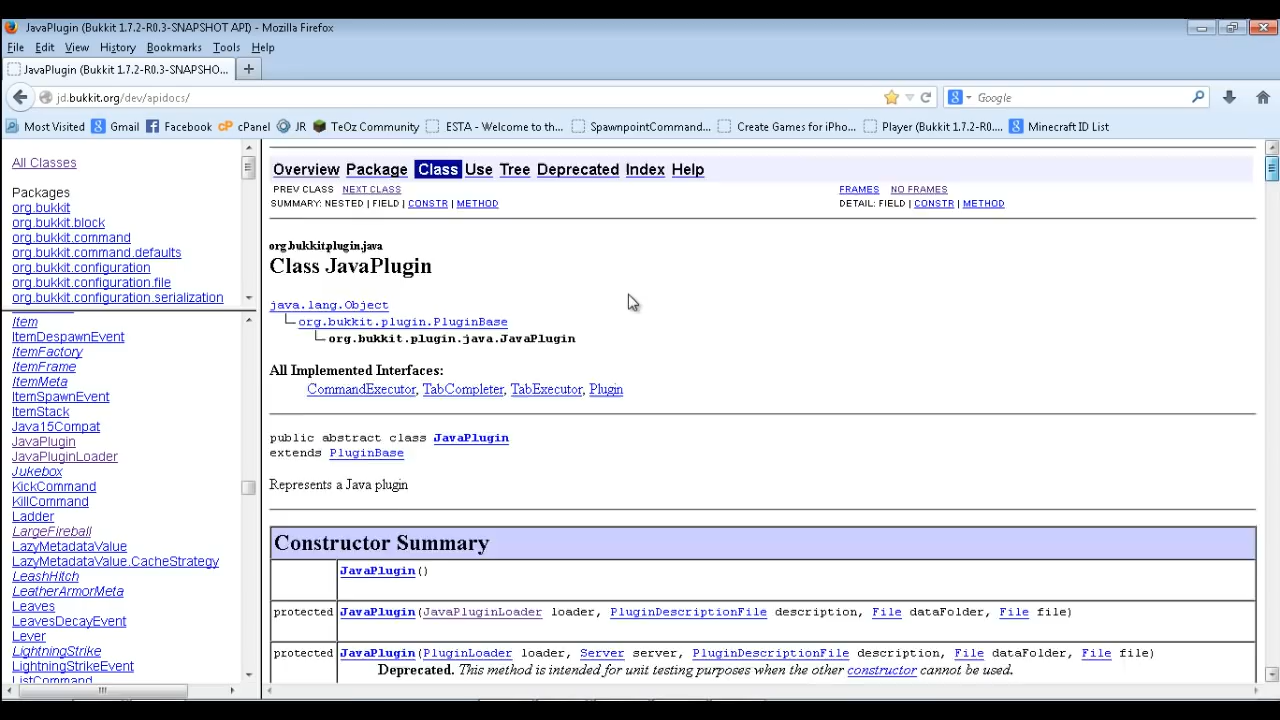 JavaPlugin (Bukkit 1.7.2-R0.3-SNAPSHOT API) - Mozilla Firefox
File Edit View History Bookmarks Tools Help
JavaPlugin (Bukkit 1.7.2-R0.3-SNAPSHO... +
jd.bukkit.org/dev/apidocs/ Google
Most Visited Gmail Facebook cPanel JR TeOz Community ESTA - Welcome to th... SpawnpointCommand... Create Games for iPho... Player (Bukkit 1.7.2-R0.... Minecraft ID List
All Classes
Packages
org.bukkit
org.bukkit.block
org.bukkit.command
org.bukkit.command.defaults
org.bukkit.configuration
org.bukkit.configuration.file
org.bukkit.configuration.serialization
Item
ItemDespawnEvent
ItemFactory
ItemFrame
ItemMeta
ItemSpawnEvent
ItemStack
Java15Compat
JavaPlugin
JavaPluginLoader
Jukebox
KickCommand
KillCommand
Ladder
LargeFireball
LazyMetadataValue
LazyMetadataValue.CacheStrategy
LeashHitch
LeatherArmorMeta
Leaves
LeavesDecayEvent
Lever
LightningStrike
LightningStrikeEvent
ListCommand
Overview Package Class Use Tree Deprecated Index Help
PREV CLASS NEXT CLASS FRAMES NO FRAMES
SUMMARY: NESTED | FIELD | CONSTR | METHOD DETAIL: FIELD | CONSTR | METHOD
org.bukkit.plugin.java
Class JavaPlugin
java.lang.Object
org.bukkit.plugin.PluginBase
org.bukkit.plugin.java.JavaPlugin
All Implemented Interfaces:
CommandExecutor, TabCompleter, TabExecutor, Plugin
public abstract class JavaPlugin
extends PluginBase
Represents a Java plugin
Constructor Summary
JavaPlugin()
protected JavaPlugin(JavaPluginLoader loader, PluginDescriptionFile description, File dataFolder, File file)
protected JavaPlugin(PluginLoader loader, Server server, PluginDescriptionFile description, File dataFolder, File file)
Deprecated. This method is intended for unit testing purposes when the other constructor cannot be used.